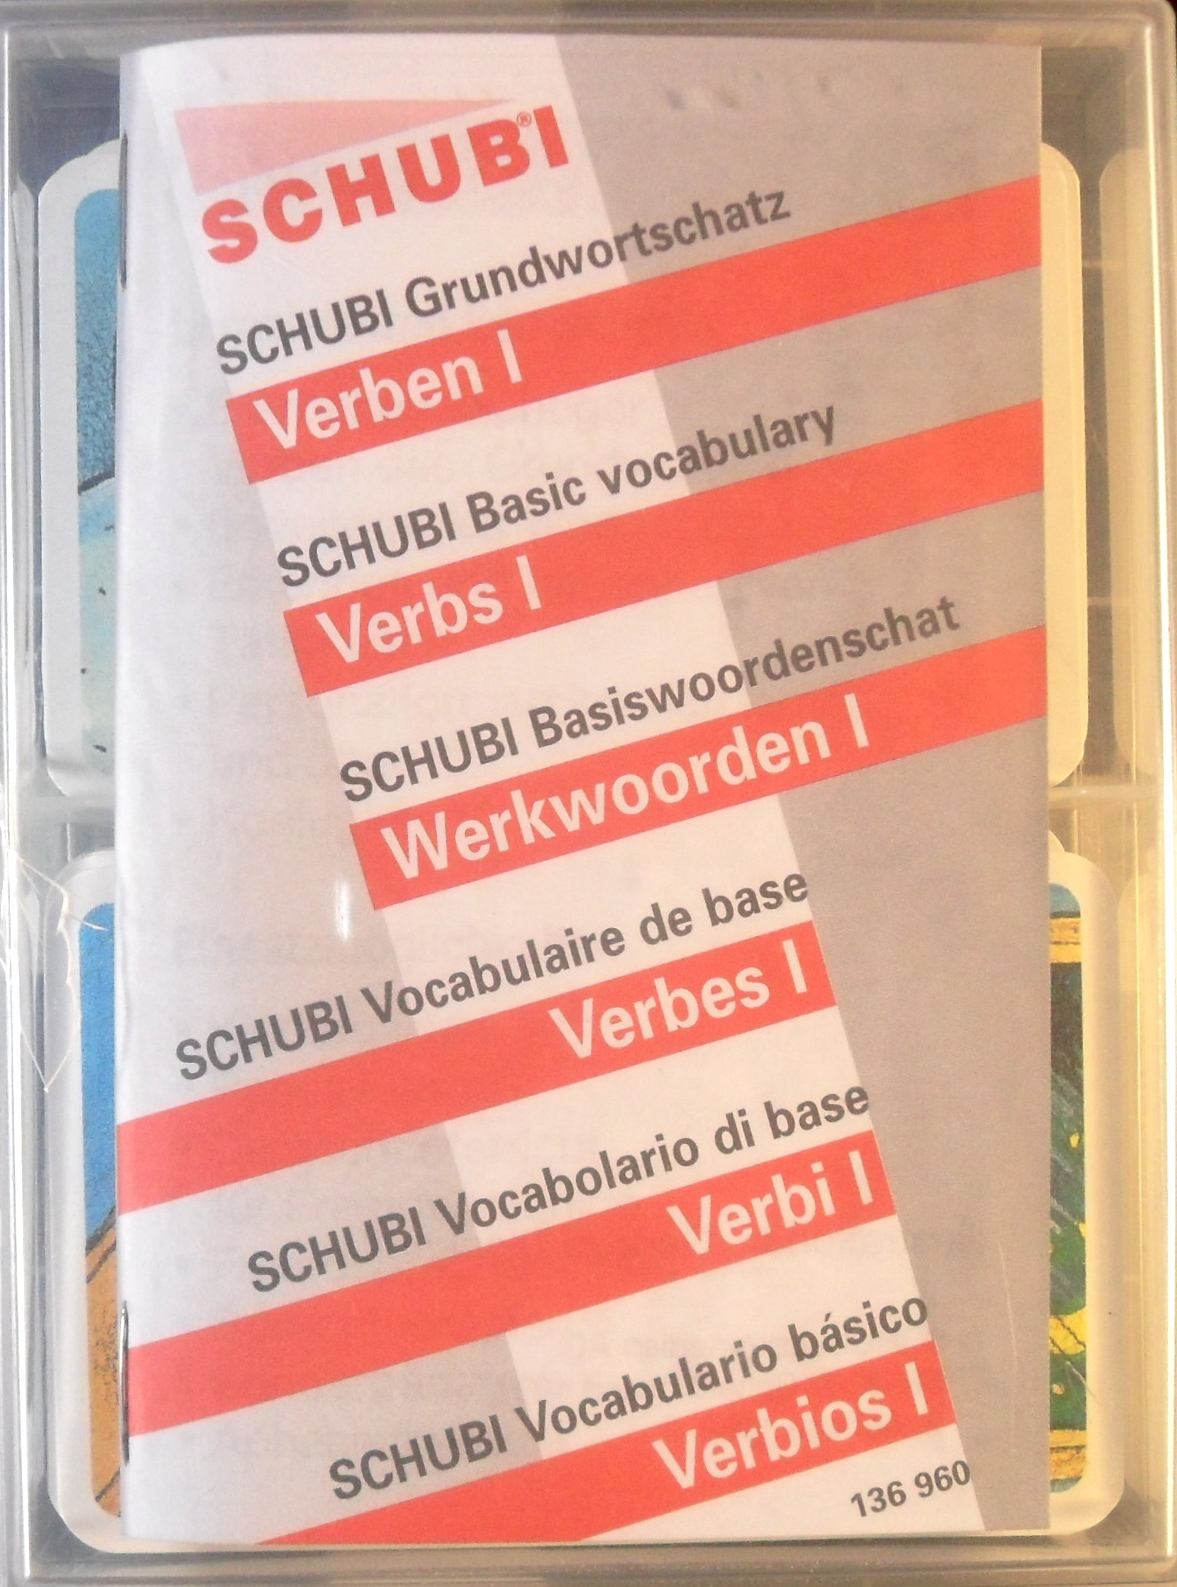 SCHUBI®
SCHUBI Grundwortschatz
Verben I
SCHUBI Basic vocabulary
Verbs I
SCHUBI Basiswoordenschat
Werkwoorden I
SCHUBI Vocabulaire de base
Verbes I
SCHUBI Vocabolario di base
Verbi I
SCHUBI Vocabulario básico
Verbios I
136 960